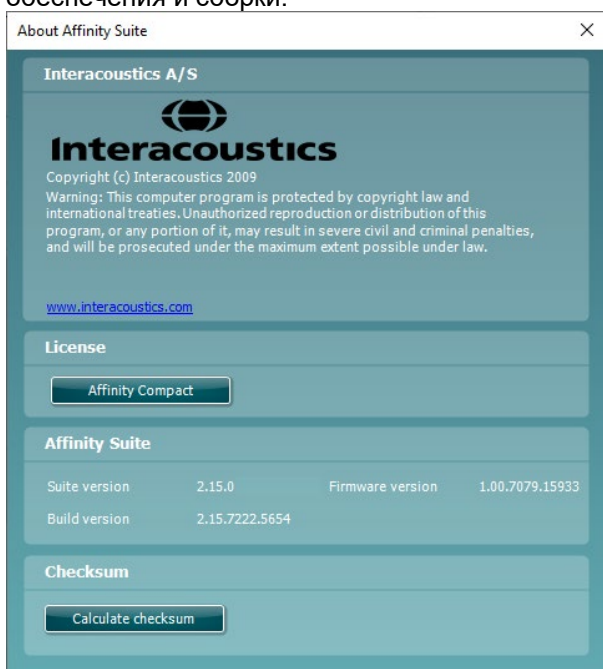 обеспечения и сборки.
About Affinity Suite
Interacoustics A/S
Interacoustics
Copyright (c) Interacoustics 2009
Warning: This computer program is protected by copyright law and
international treaties. Unauthorized reproduction or distribution of this
program, or any portion of it, may result in severe civil and criminal penalties,
and will be prosecuted under the maximum extent possible under law.
www.interacoustics.com
License
Affinity Compact
Affinity Suite
Suite version 2.15.0 Firmware version 1.00.7079.15933
Build version 2.15.7222.5654
Checksum
Calculate checksum